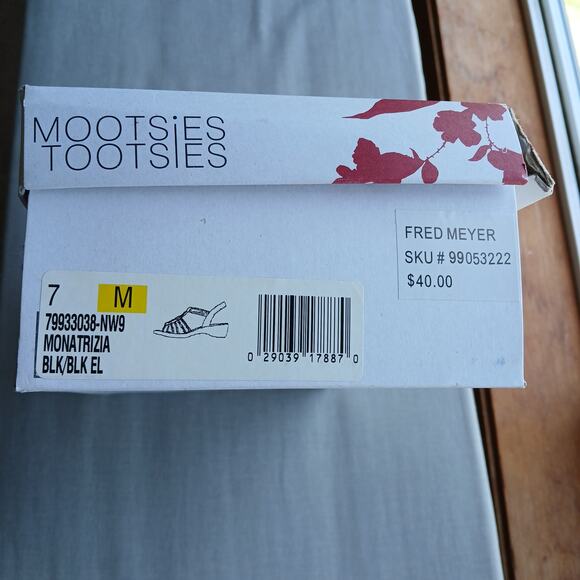 MOOTSiES
TOOTSiES
FRED MEYER
SKU # 99053222
$40.00
7 M
79933038-NW9
MONATRIZIA
BLK/BLK EL
0 29039 17887 0